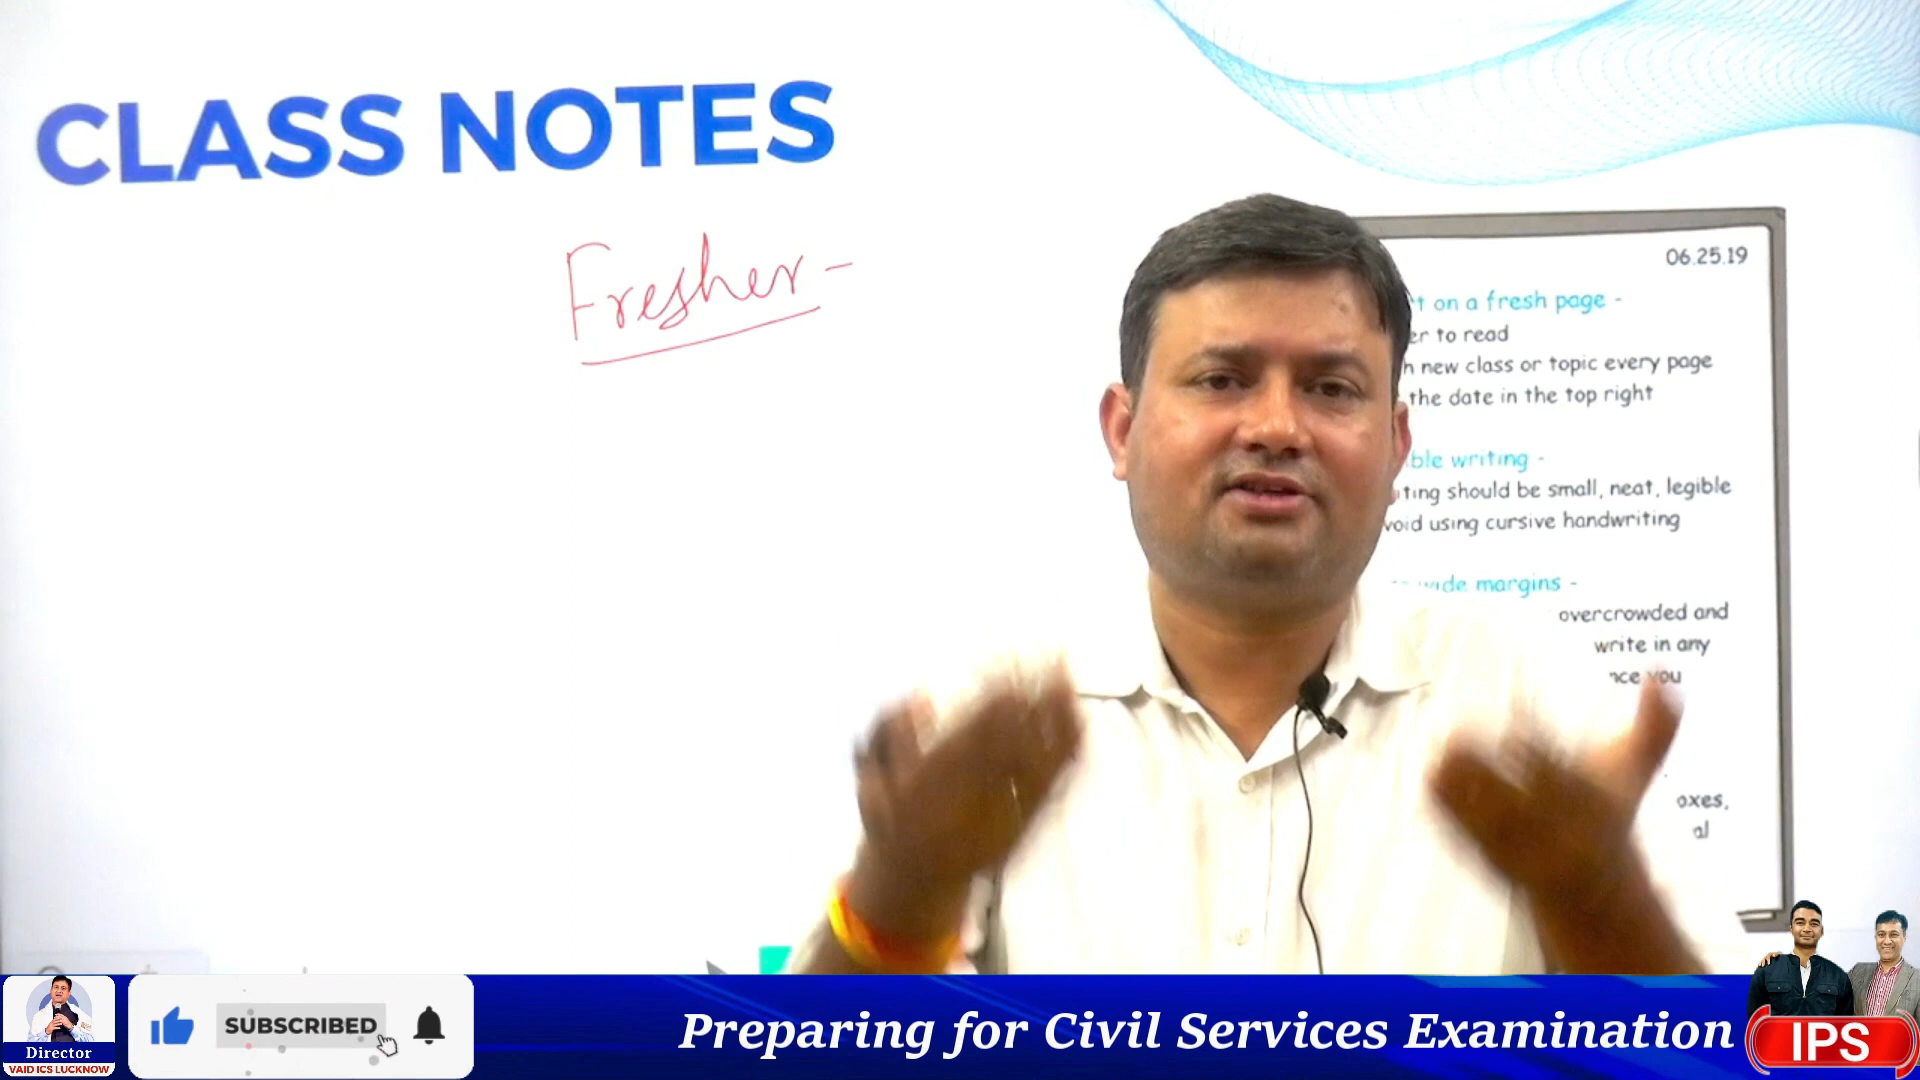 CLASS NOTES
Fresher -
06.25.19
on a fresh page -
to read
new class or topic every page
the date in the top right
writing -
should be small, neat, legible
using cursive handwriting
margins -
overcrowded and
write in any
you
Director
VAID ICS LUCKNOW
SUBSCRIBED
Preparing for Civil Services Examination
IPS